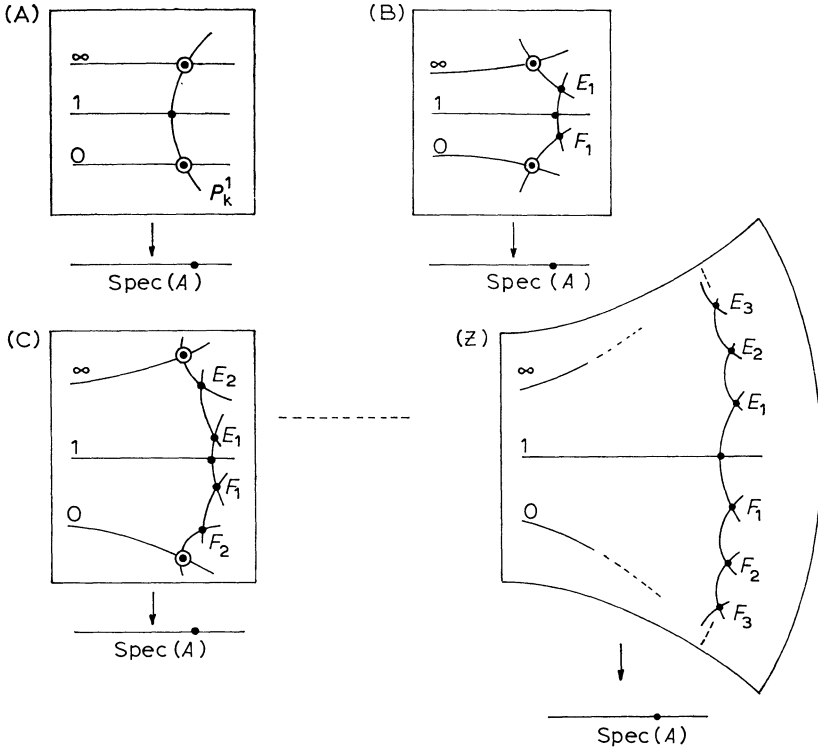 (A)
∞
1
0
P_k^1
Spec(A)
(B)
∞
1
0
E_1
F_1
Spec(A)
(C)
∞
1
0
E_2
E_1
F_1
F_2
Spec(A)
(Z)
∞
1
0
E_3
E_2
E_1
F_1
F_2
F_3
Spec(A)